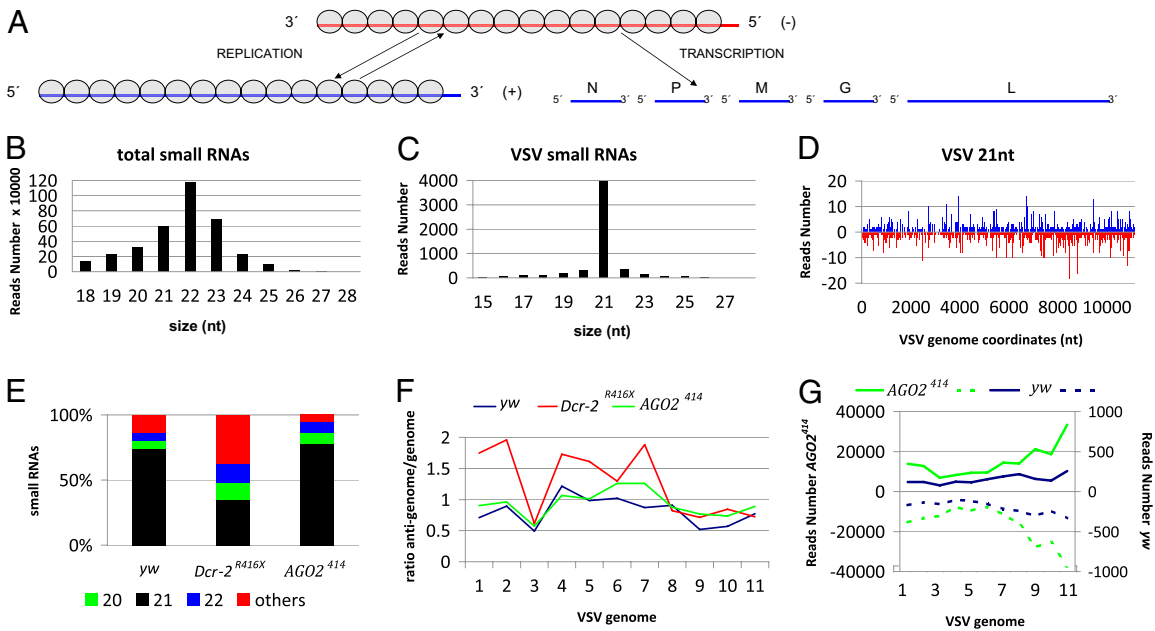 A
3´ 5´ (-)
REPLICATION TRANSCRIPTION
5´ 3´ (+)
N P M G L
5´ 3´ 5´ 3´ 5´ 3´ 5´ 3´ 5´ 3´
B
total small RNAs
Reads Number x 10000
120
100
80
60
40
20
0
18 19 20 21 22 23 24 25 26 27 28
size (nt)
C
VSV small RNAs
Reads Number
4000
3000
2000
1000
0
15 17 19 21 23 25 27
size (nt)
D
VSV 21nt
Reads Number
20
10
0
-10
-20
0 2000 4000 6000 8000 10000
VSV genome coordinates (nt)
E
small RNAs
100%
50%
0%
yw Dcr-2 R416X AGO2 414
20 21 22 others
F
yw Dcr-2 R416X AGO2 414
ratio anti-genome/genome
2
1.5
1
0.5
0
1 2 3 4 5 6 7 8 9 10 11
VSV genome
G
AGO2 414 yw
Reads Number AGO2 414
40000
20000
0
-20000
-40000
1000
500
0
-500
-1000
Reads Number yw
1 3 5 7 9 11
VSV genome